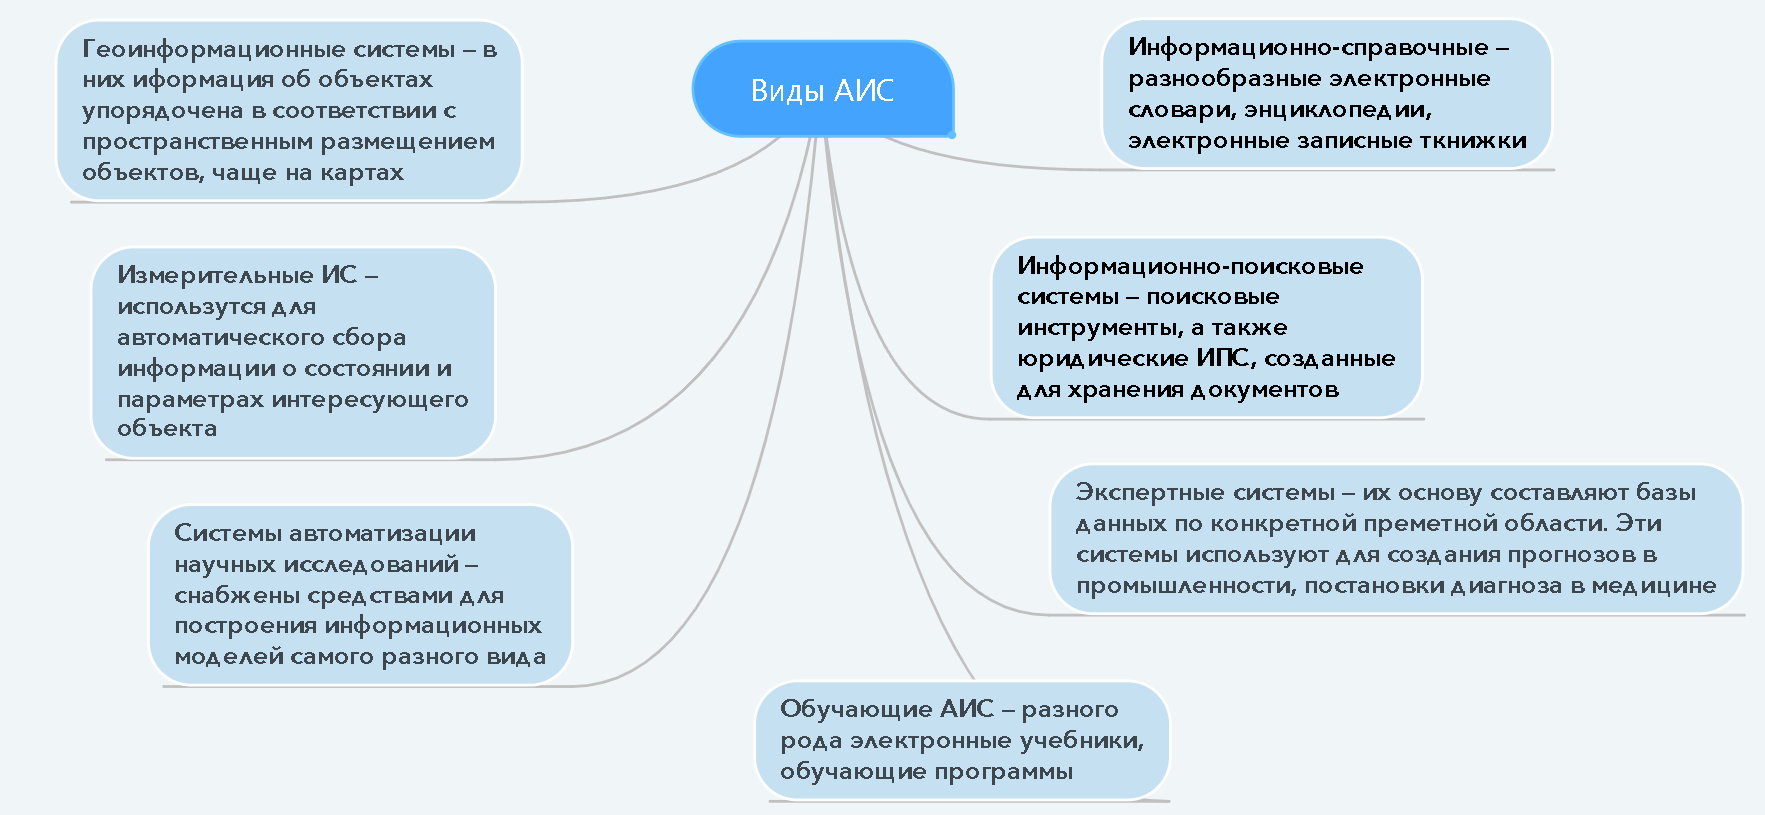 Виды АИС
Геоинформационные системы – в
них иформация об объектах
упорядочена в соответствии с
пространственным размещением
объектов, чаще на картах
Измерительные ИС –
использутся для
автоматического сбора
информации о состоянии и
параметрах интересующего
объекта
Системы автоматизации
научных исследований –
снабжены средствами для
построения информационных
моделей самого разного вида
Информационно-справочные –
разнообразные электронные
словари, энциклопедии,
электронные записные ткнижки
Информационно-поисковые
системы – поисковые
инструменты, а также
юридические ИПС, созданные
для хранения документов
Экспертные системы – их основу составляют базы
данных по конкретной преметной области. Эти
системы используют для создания прогнозов в
промышленности, постановки диагноза в медицине
Обучающие АИС – разного
рода электронные учебники,
обучающие программы